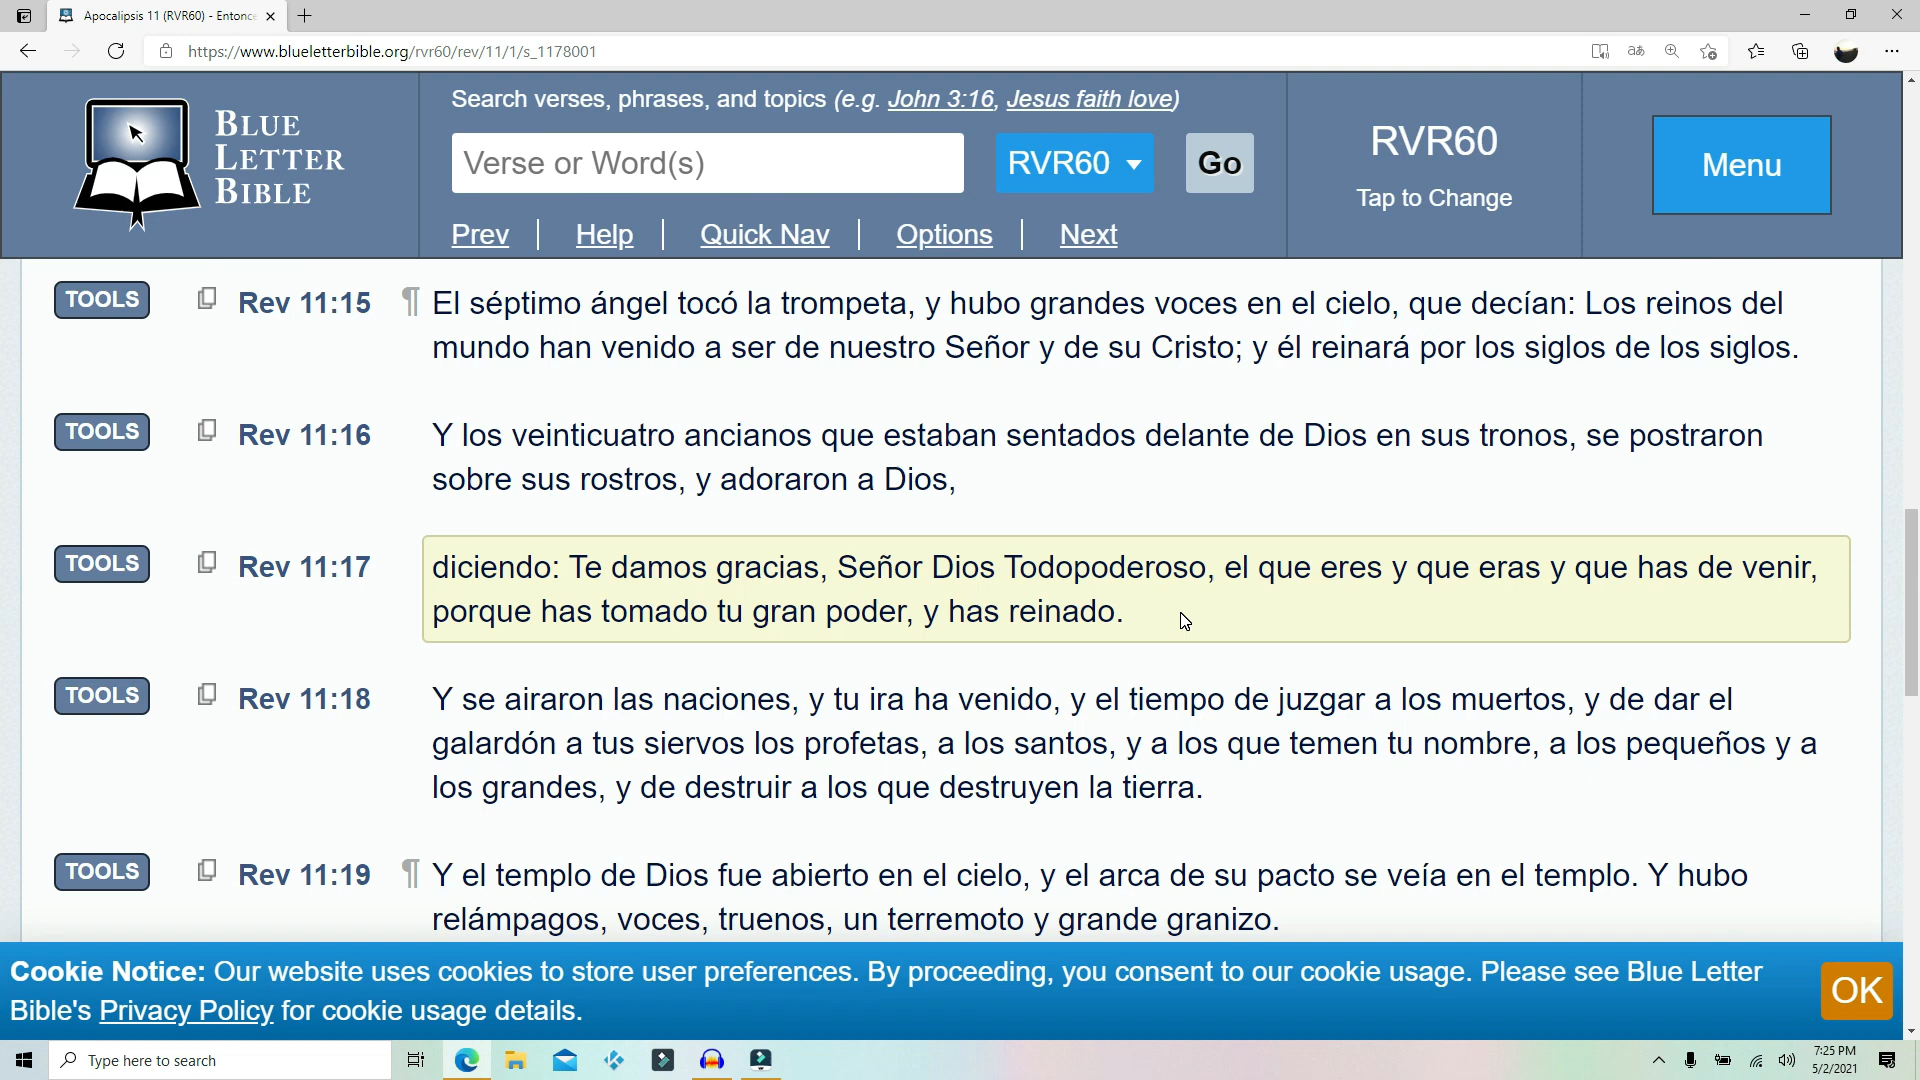 Apocalipsis 11 (RVR60) - Entonce
https://www.blueletterbible.org/rvr60/rev/11/1/s_1178001
BLUE
LETTER
BIBLE
Search verses, phrases, and topics (e.g. John 3:16, Jesus faith love)
Verse or Word(s)
RVR60
Go
Prev
Help
Quick Nav
Options
Next
RVR60
Tap to Change
Menu
TOOLS Rev 11:15 ¶ El séptimo ángel tocó la trompeta, y hubo grandes voces en el cielo, que decían: Los reinos del
mundo han venido a ser de nuestro Señor y de su Cristo; y él reinará por los siglos de los siglos.
TOOLS Rev 11:16 Y los veinticuatro ancianos que estaban sentados delante de Dios en sus tronos, se postraron
sobre sus rostros, y adoraron a Dios,
TOOLS Rev 11:17 diciendo: Te damos gracias, Señor Dios Todopoderoso, el que eres y que eras y que has de venir,
porque has tomado tu gran poder, y has reinado.
TOOLS Rev 11:18 Y se airaron las naciones, y tu ira ha venido, y el tiempo de juzgar a los muertos, y de dar el
galardón a tus siervos los profetas, a los santos, y a los que temen tu nombre, a los pequeños y a
los grandes, y de destruir a los que destruyen la tierra.
TOOLS Rev 11:19 ¶ Y el templo de Dios fue abierto en el cielo, y el arca de su pacto se veía en el templo. Y hubo
relámpagos, voces, truenos, un terremoto y grande granizo.
Cookie Notice: Our website uses cookies to store user preferences. By proceeding, you consent to our cookie usage. Please see Blue Letter
Bible's Privacy Policy for cookie usage details.
OK
Type here to search
7:25 PM
5/2/2021